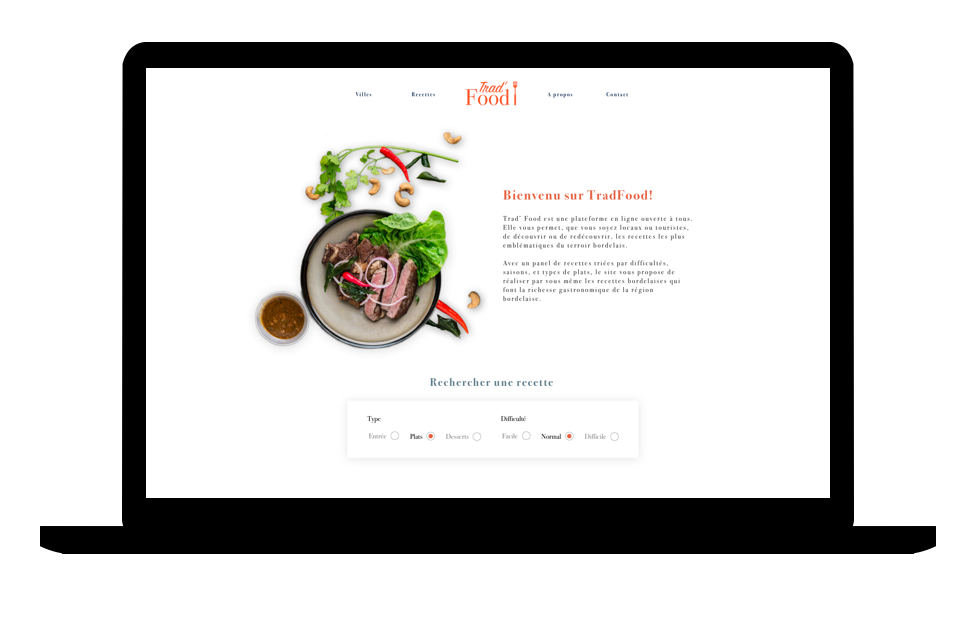 Villes
Recettes
Trad'
Food
A propos
Contact
Bienvenu sur TradFood!
Trad' Food est une plateforme en ligne ouverte à tous.
Elle vous permet, que vous soyez locaux ou touristes,
de découvrir ou de redécouvrir, les recettes les plus
emblématiques du terroir bordelais.
Avec un panel de recettes triées par difficultés,
saisons, et types de plats, le site vous propose de
réaliser par vous même les recettes bordelaises qui
font la richesse gastronomique de la région
bordelaise.
Rechercher une recette
Type
Entrée Plats Desserts
Difficulté
Facile Normal Difficile